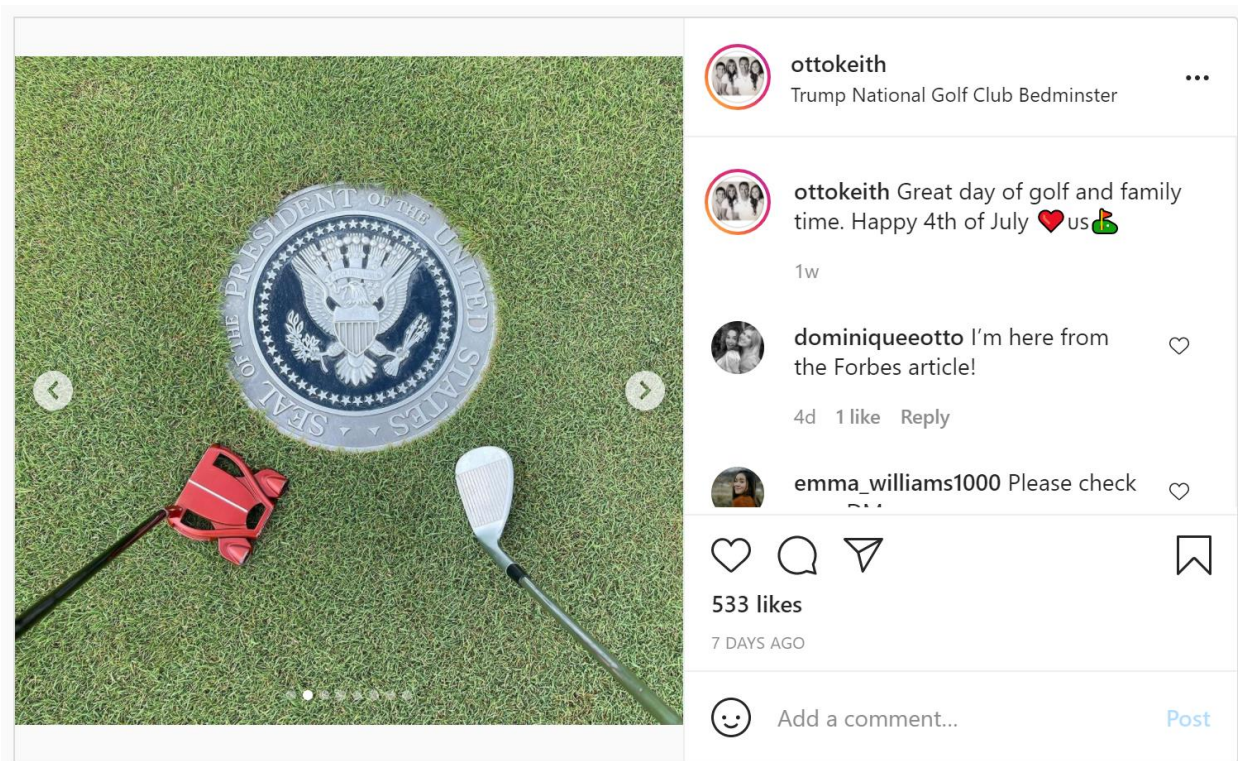 SEAL OF THE PRESIDENT OF THE UNITED STATES
ottokeith
Trump National Golf Club Bedminster
ottokeith Great day of golf and family
time. Happy 4th of July ❤️us⛳
1w
dominiqueeotto I’m here from
the Forbes article!
4d 1 like Reply
emma_williams1000 Please check
DM
533 likes
7 DAYS AGO
Add a comment... Post